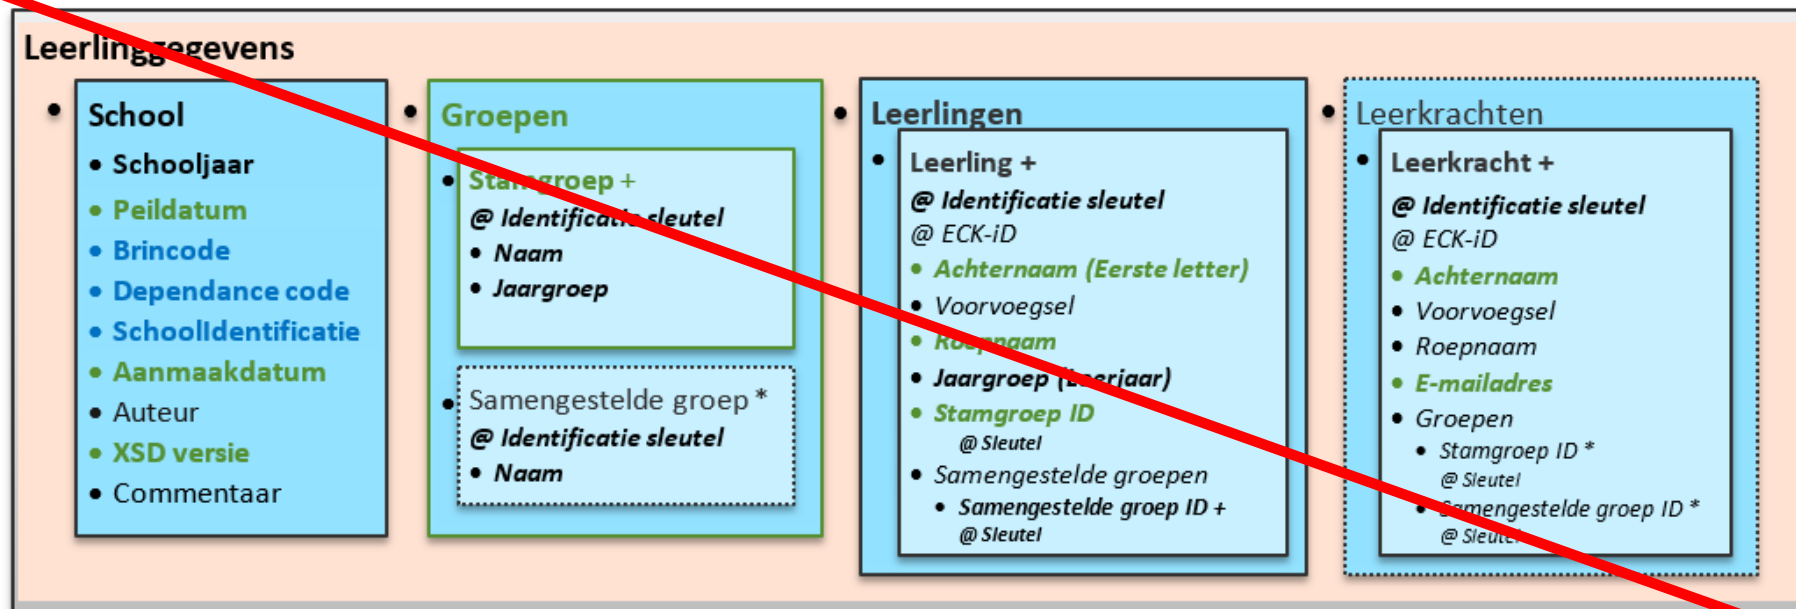 Leerlinggegevens
School
• Schooljaar
• Peildatum
• Brincode
• Dependance code
• SchoolIdentificatie
• Aanmaakdatum
• Auteur
• XSD versie
• Commentaar
Groepen
Stamgroep +
@ Identificatie sleutel
• Naam
• Jaargroep
Samengestelde groep *
@ Identificatie sleutel
• Naam
Leerlingen
Leerling +
@ Identificatie sleutel
@ ECK-iD
• Achternaam (Eerste letter)
• Voorvoegsel
• Roepnaam
• Jaargroep (Leerjaar)
• Stamgroep ID
@ Sleutel
• Samengestelde groepen
• Samengestelde groep ID +
@ Sleutel
Leerkrachten
Leerkracht +
@ Identificatie sleutel
@ ECK-iD
• Achternaam
• Voorvoegsel
• Roepnaam
• E-mailadres
• Groepen
• Stamgroep ID *
@ Sleutel
• Samengestelde groep ID *
@ Sleutel